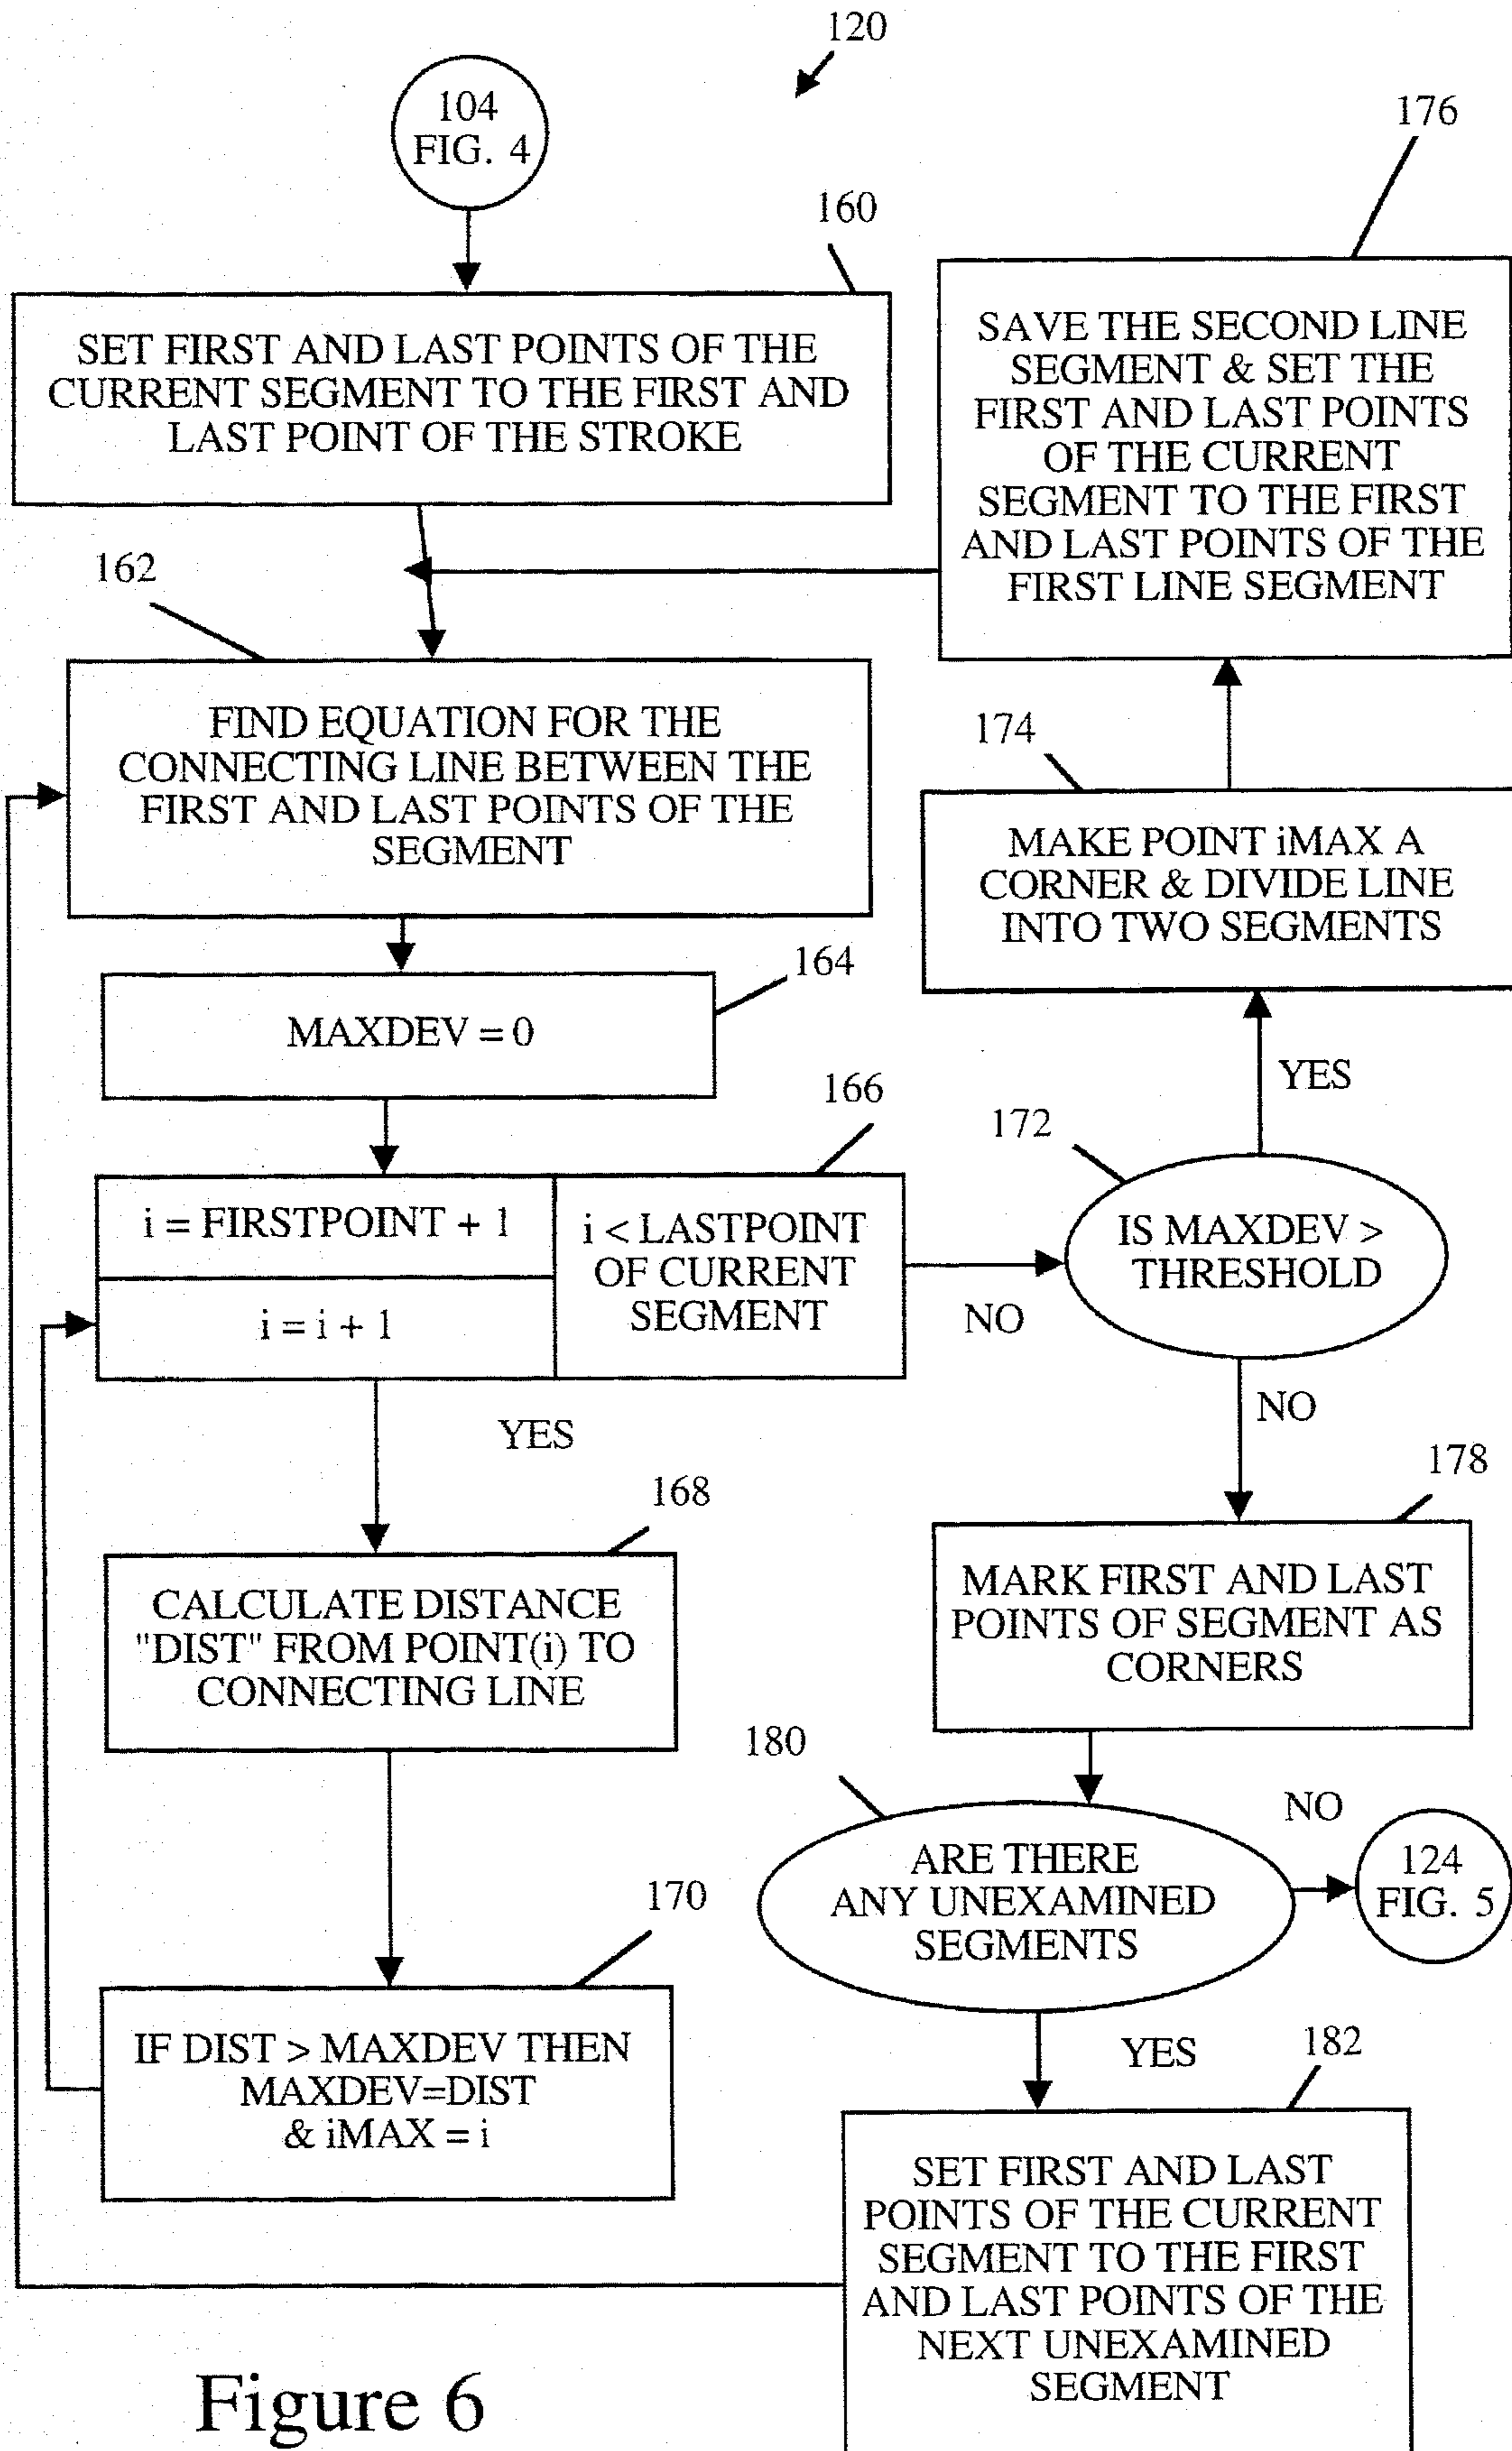 120
104
FIG. 4
160
SET FIRST AND LAST POINTS OF THE
CURRENT SEGMENT TO THE FIRST AND
LAST POINT OF THE STROKE
176
SAVE THE SECOND LINE
SEGMENT & SET THE
FIRST AND LAST POINTS
OF THE CURRENT
SEGMENT TO THE FIRST
AND LAST POINTS OF THE
FIRST LINE SEGMENT
162
FIND EQUATION FOR THE
CONNECTING LINE BETWEEN THE
FIRST AND LAST POINTS OF THE
SEGMENT
174
MAKE POINT iMAX A
CORNER & DIVIDE LINE
INTO TWO SEGMENTS
164
MAXDEV = 0
YES
166
i = FIRSTPOINT + 1
i = i + 1
i < LASTPOINT
OF CURRENT
SEGMENT
NO
172
IS MAXDEV >
THRESHOLD
YES
NO
168
CALCULATE DISTANCE
"DIST" FROM POINT(i) TO
CONNECTING LINE
178
MARK FIRST AND LAST
POINTS OF SEGMENT AS
CORNERS
180
ARE THERE
ANY UNEXAMINED
SEGMENTS
NO
124
FIG. 5
170
IF DIST > MAXDEV THEN
MAXDEV=DIST
& iMAX = i
YES
182
SET FIRST AND LAST
POINTS OF THE CURRENT
SEGMENT TO THE FIRST
AND LAST POINTS OF THE
NEXT UNEXAMINED
SEGMENT
Figure 6